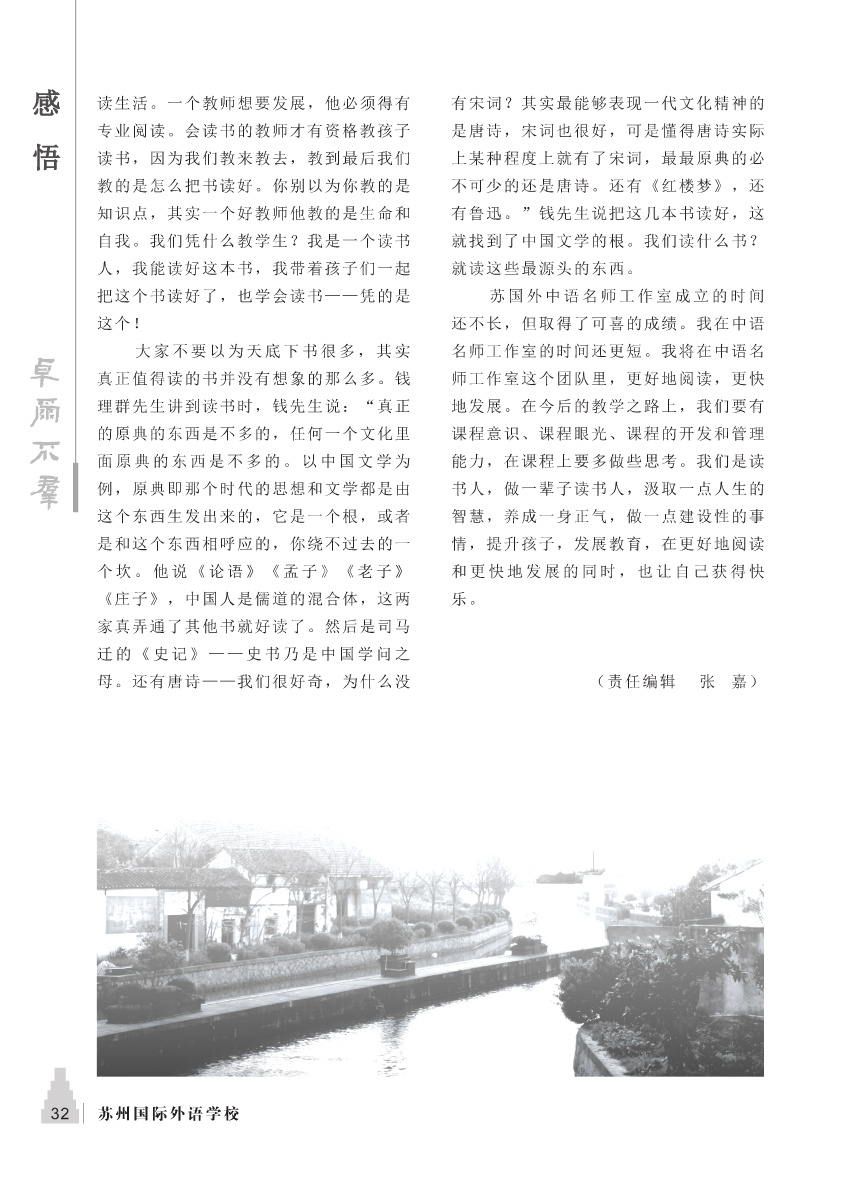 感
悟
卓尔不群
读生活。一个教师想要发展，他必须得有
专业阅读。会读书的教师才有资格教孩子
读书，因为我们教来教去，教到最后我们
教的是怎么把书读好。你别以为你教的是
知识点，其实一个好教师他教的是生命和
自我。我们凭什么教学生？我是一个读书
人，我能读好这本书，我带着孩子们一起
把这个书读好了，也学会读书——凭的是
这个！
大家不要以为天底下书很多，其实
真正值得读的书并没有想象的那么多。钱
理群先生讲到读书时，钱先生说：“真正
的原典的东西是不多的，任何一个文化里
面原典的东西是不多的。以中国文学为
例，原典即那个时代的思想和文学都是由
这个东西生发出来的，它是一个根，或者
是和这个东西相呼应的，你绕不过去的一
个坎。他说《论语》《孟子》《老子》
《庄子》，中国人是儒道的混合体，这两
家真弄通了其他书就好读了。然后是司马
迁的《史记》——史书乃是中国学问之
母。还有唐诗——我们很好奇，为什么没
有宋词？其实最能够表现一代文化精神的
是唐诗，宋词也很好，可是懂得唐诗实际
上某种程度上就有了宋词，最最原典的必
不可少的还是唐诗。还有《红楼梦》，还
有鲁迅。”钱先生说把这几本书读好，这
就找到了中国文学的根。我们读什么书？
就读这些最源头的东西。
苏国外中语名师工作室成立的时间
还不长，但取得了可喜的成绩。我在中语
名师工作室的时间还更短。我将在中语名
师工作室这个团队里，更好地阅读，更快
地发展。在今后的教学之路上，我们要有
课程意识、课程眼光、课程的开发和管理
能力，在课程上要多做些思考。我们是读
书人，做一辈子读书人，汲取一点人生的
智慧，养成一身正气，做一点建设性的事
情，提升孩子，发展教育，在更好地阅读
和更快地发展的同时，也让自己获得快
乐。
（责任编辑 张 嘉）
32 苏州国际外语学校